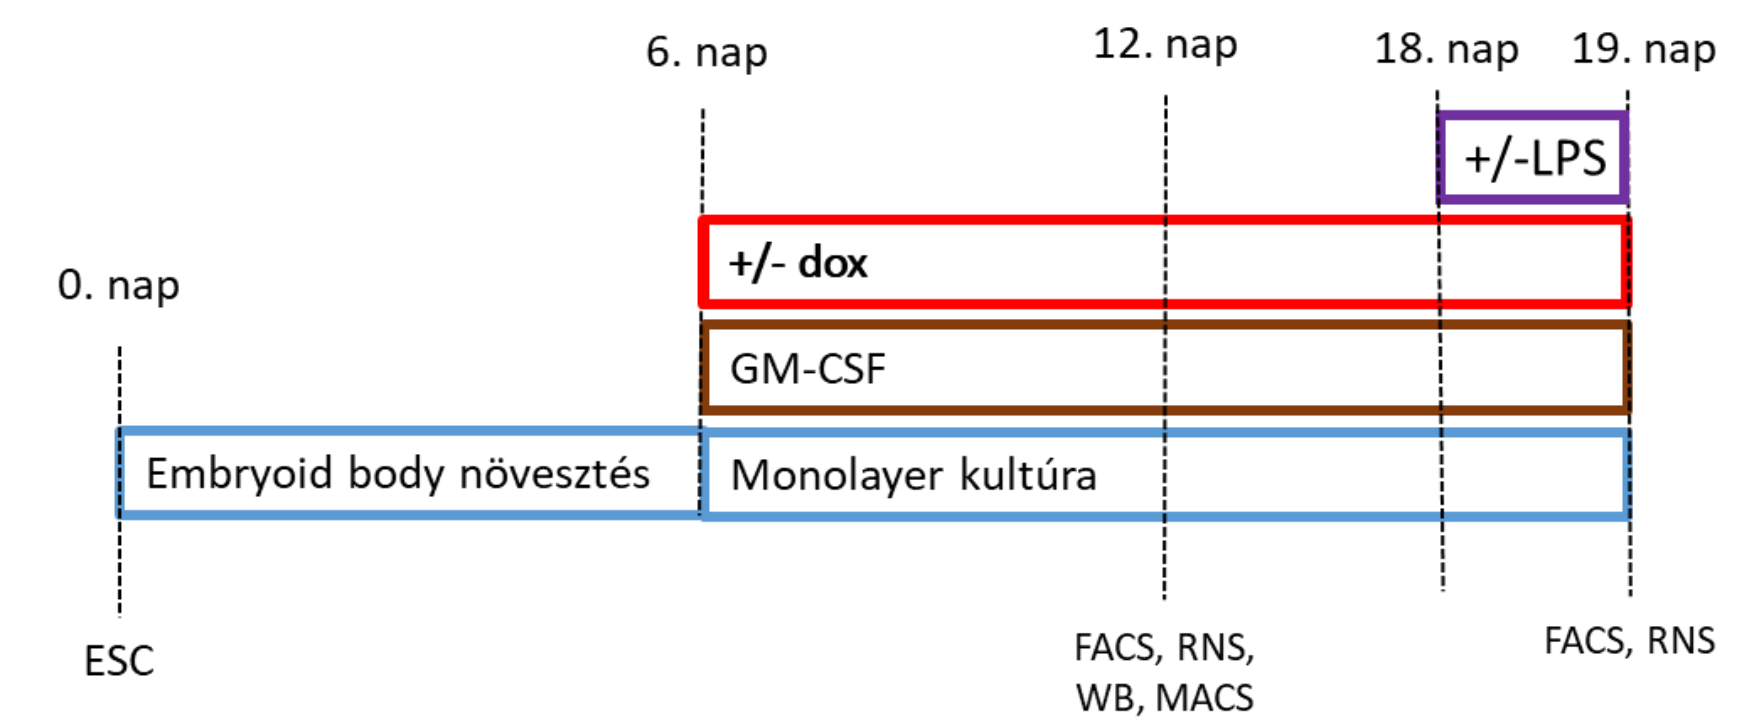 6. nap
12. nap
18. nap
19. nap
+/-LPS
+/- dox
0. nap
GM-CSF
Embryoid body növesztés
Monolayer kultúra
ESC
FACS, RNS,
WB, MACS
FACS, RNS